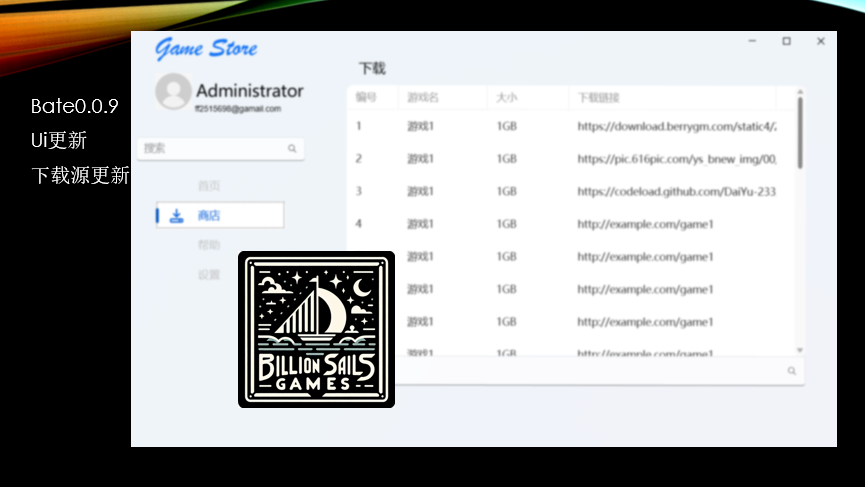 Bate0.0.9
Ui更新
下载源更新
Game Store
Administrator
ff2515698@gamail.com
搜索
首页
商店
帮助
设置
下载
编号 游戏名 大小 下载链接
1 游戏1 1GB https://download.berrygm.com/static4/
2 游戏1 1GB https://pic.616pic.com/ys_bnew_img/00
3 游戏1 1GB https://codeload.github.com/DaiYu-233
4 游戏1 1GB http://example.com/game1
游戏1 1GB http://example.com/game1
游戏1 1GB http://example.com/game1
游戏1 1GB http://example.com/game1
游戏1 1GB http://example.com/game1
BILLION SAILS
GAMES